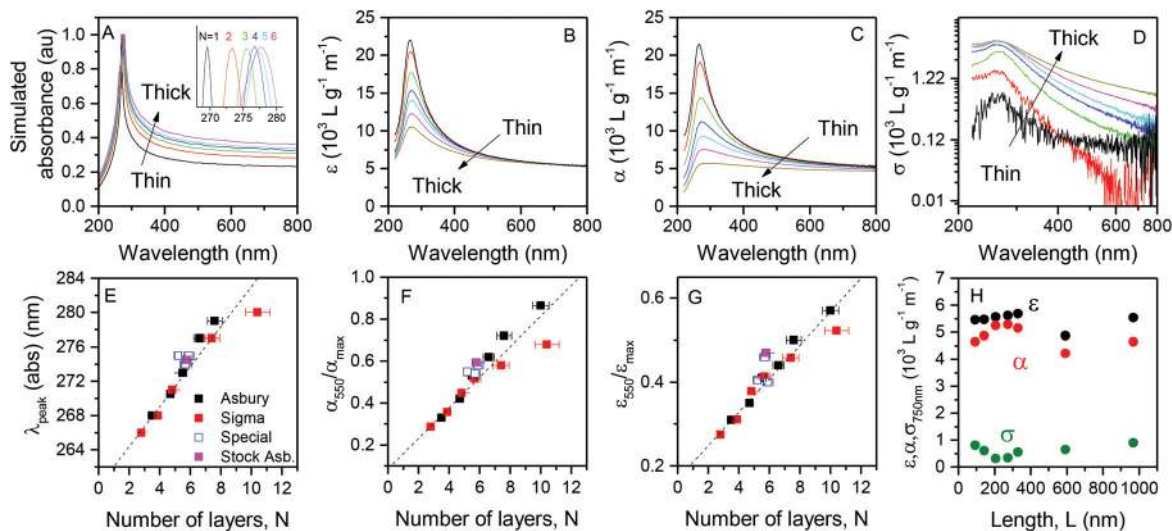 A
N=1 2 3 4 5 6
270 275 280
Thick
Thin
Simulated
absorbance (au)
1.0
0.8
0.6
0.4
0.2
0.0
200 400 600 800
Wavelength (nm)
B
Thin
Thick
ε (10³ L g⁻¹ m⁻¹)
25
20
15
10
5
0
200 400 600 800
Wavelength (nm)
C
Thin
Thick
α (10³ L g⁻¹ m⁻¹)
25
20
15
10
5
0
200 400 600 800
Wavelength (nm)
D
Thick
Thin
σ (10³ L g⁻¹ m⁻¹)
1.22
0.12
0.01
200 400 600 800
Wavelength (nm)
E
λpeak (abs) (nm)
280
276
272
268
264
Asbury
Sigma
Special
Stock Asb.
0 2 4 6 8 10 12
Number of layers, N
F
α550/αmax
1.0
0.8
0.6
0.4
0.2
0 2 4 6 8 10 12
Number of layers, N
G
ε550/εmax
0.6
0.4
0.2
0 2 4 6 8 10 12
Number of layers, N
H
ε
α
σ
ε,α,σ750nm (10³ L g⁻¹ m⁻¹)
7
6
5
4
3
2
1
0
0 200 400 600 800 1000
Length, L (nm)